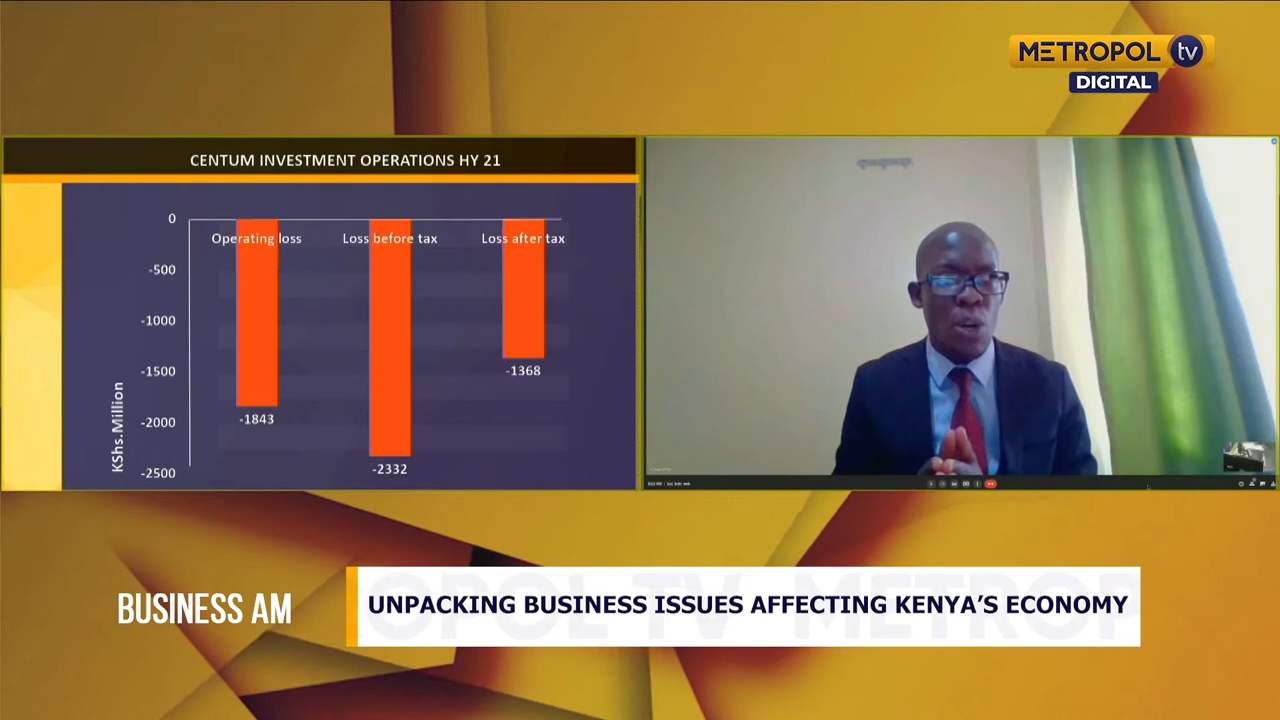 METROPOL tv
DIGITAL
CENTUM INVESTMENT OPERATIONS HY 21
0
-500
-1000
-1500
-2000
-2500
KShs.Million
Operating loss
Loss before tax
Loss after tax
-1843
-2332
-1368
BUSINESS AM
UNPACKING BUSINESS ISSUES AFFECTING KENYA'S ECONOMY